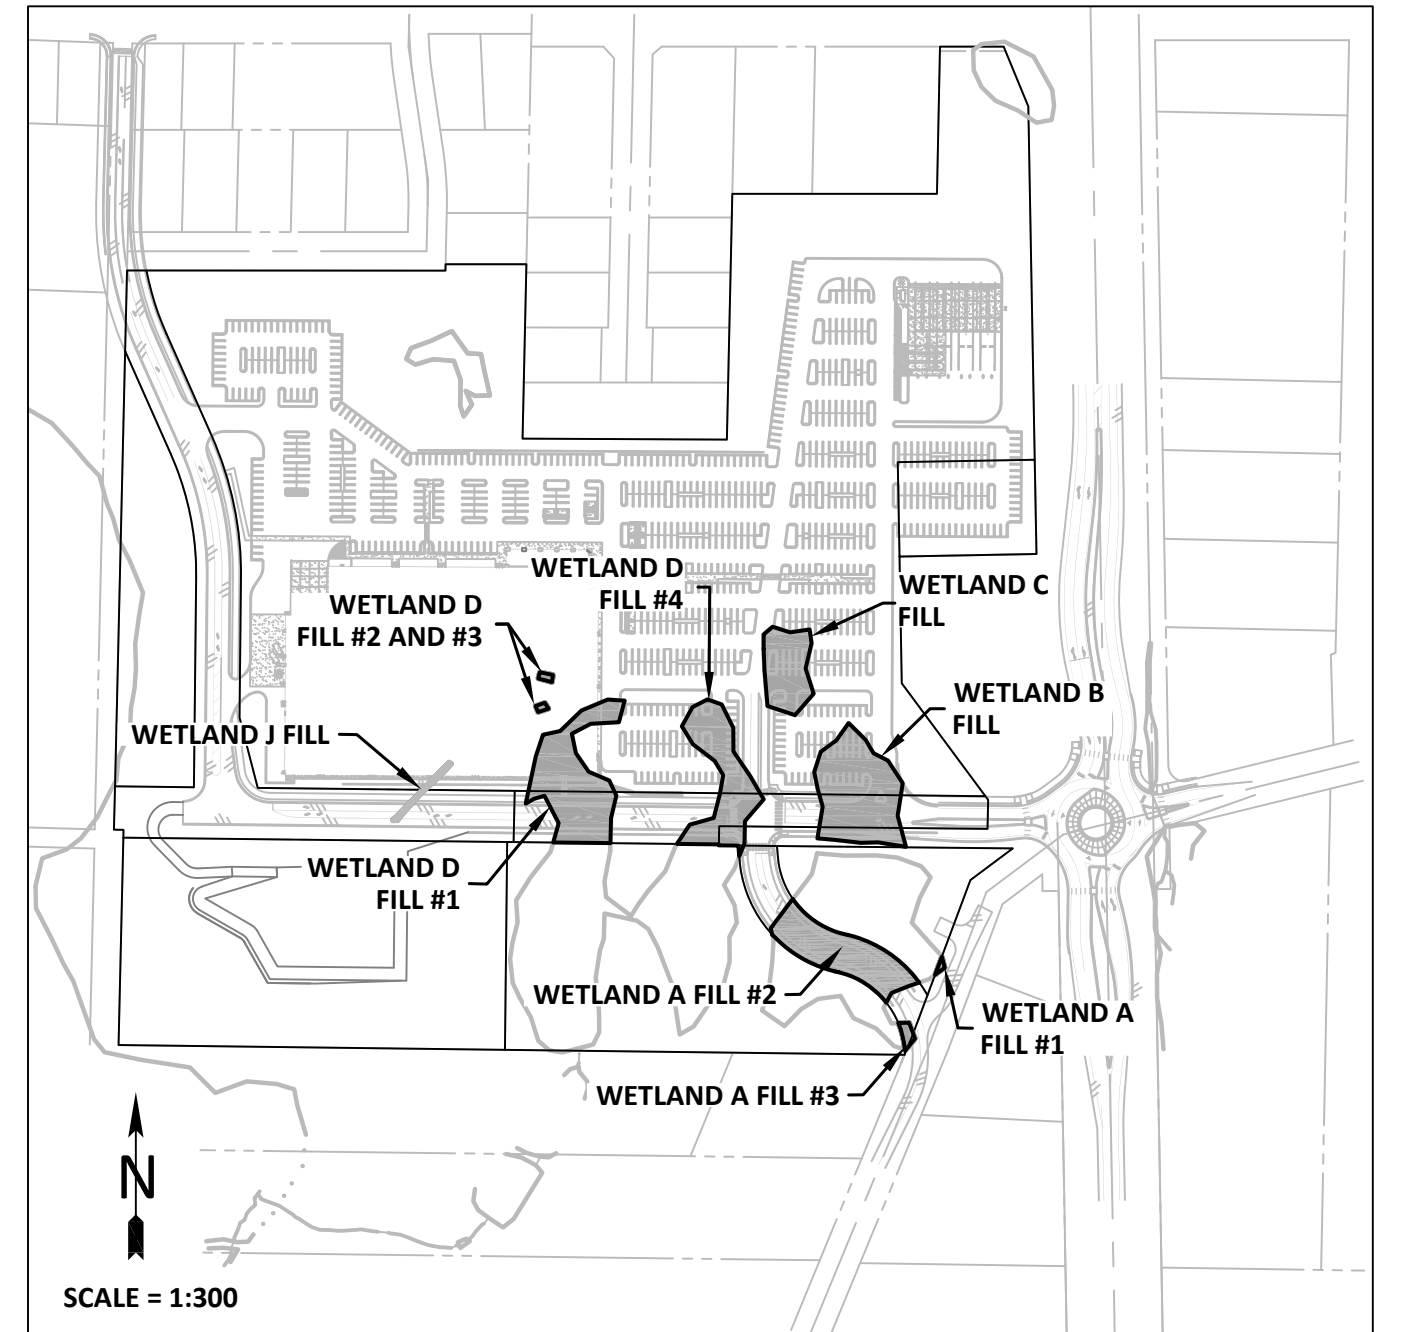 WETLAND D
FILL #4
WETLAND C
FILL
WETLAND D
FILL #2 AND #3
WETLAND B
FILL
WETLAND J FILL
WETLAND D
FILL #1
WETLAND A FILL #2
WETLAND A
FILL #1
WETLAND A FILL #3
N
SCALE = 1:300